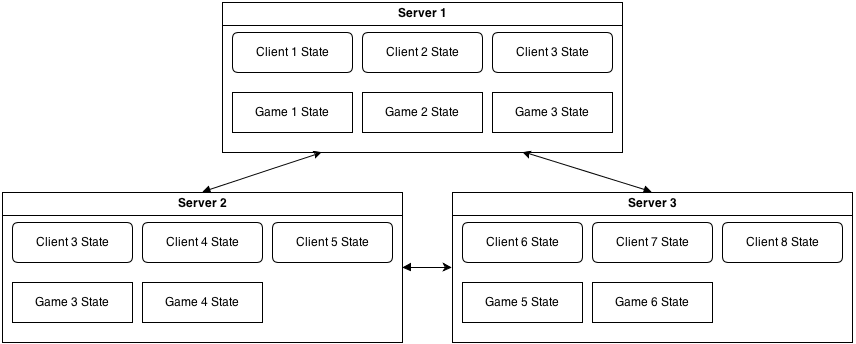 Server 1
Client 1 State
Client 2 State
Client 3 State
Game 1 State
Game 2 State
Game 3 State
Server 2
Client 3 State
Client 4 State
Client 5 State
Game 3 State
Game 4 State
Server 3
Client 6 State
Client 7 State
Client 8 State
Game 5 State
Game 6 State